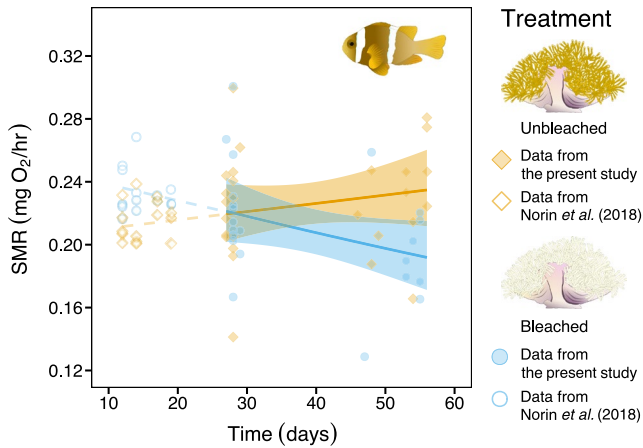 Treatment
0.32
0.28
0.24
0.20
0.16
0.12
SMR (mg O₂/hr)
10
20
30
40
50
60
Time (days)
Unbleached
Data from
the present study
Data from
Norin et al. (2018)
Bleached
Data from
the present study
Data from
Norin et al. (2018)